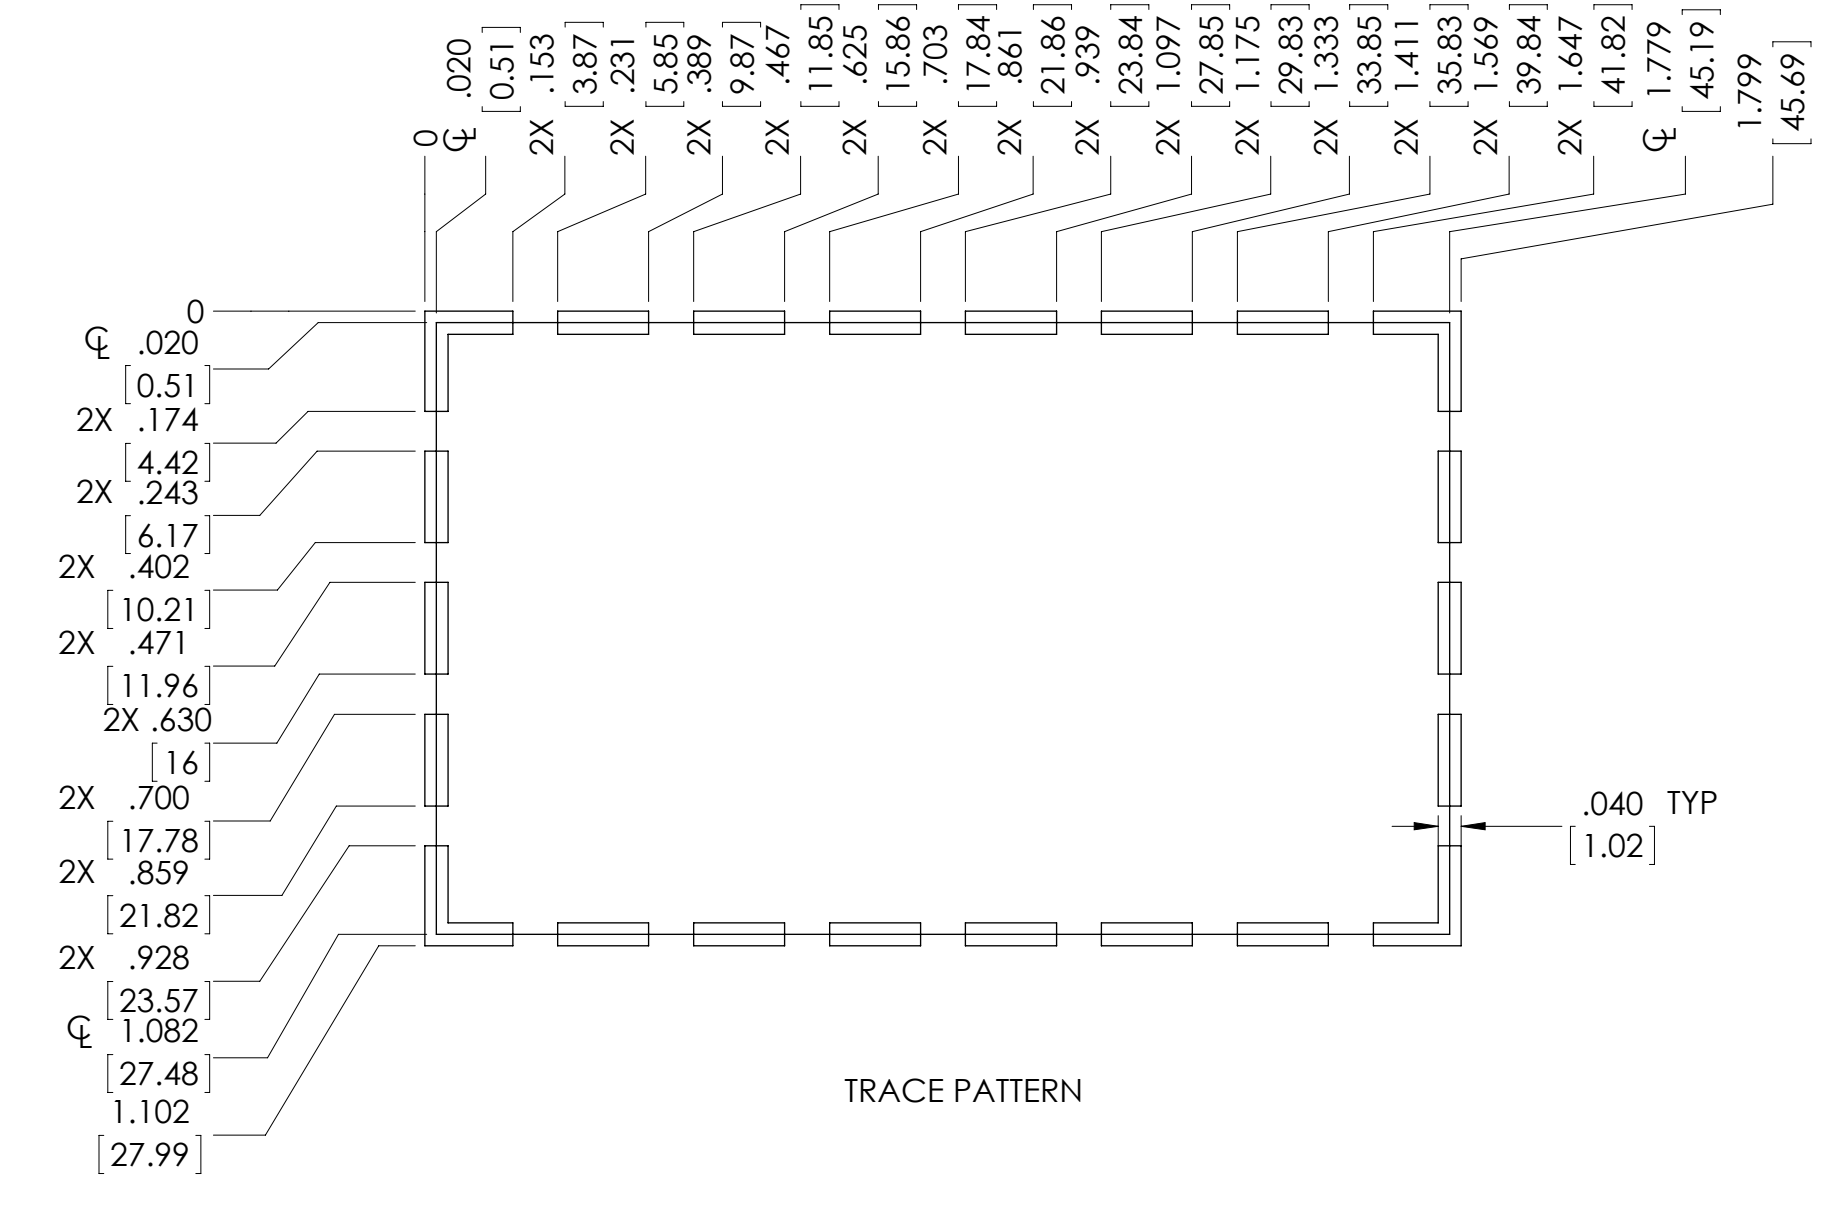 0
℄ .020
[0.51]
2X .153
[3.87]
2X .231
[5.85]
2X .389
[9.87]
2X .467
[11.85]
2X .625
[15.86]
2X .703
[17.84]
2X .861
[21.86]
2X .939
[23.84]
2X 1.097
[27.85]
2X 1.175
[29.83]
2X 1.333
[33.85]
2X 1.411
[35.83]
2X 1.569
[39.84]
2X 1.647
[41.82]
℄ 1.779
[45.19]
1.799
[45.69]
0
℄ .020
[0.51]
2X .174
[4.42]
2X .243
[6.17]
2X .402
[10.21]
2X .471
[11.96]
2X .630
[16]
2X .700
[17.78]
2X .859
[21.82]
2X .928
[23.57]
℄ 1.082
[27.48]
1.102
[27.99]
.040 TYP
[1.02]
TRACE PATTERN